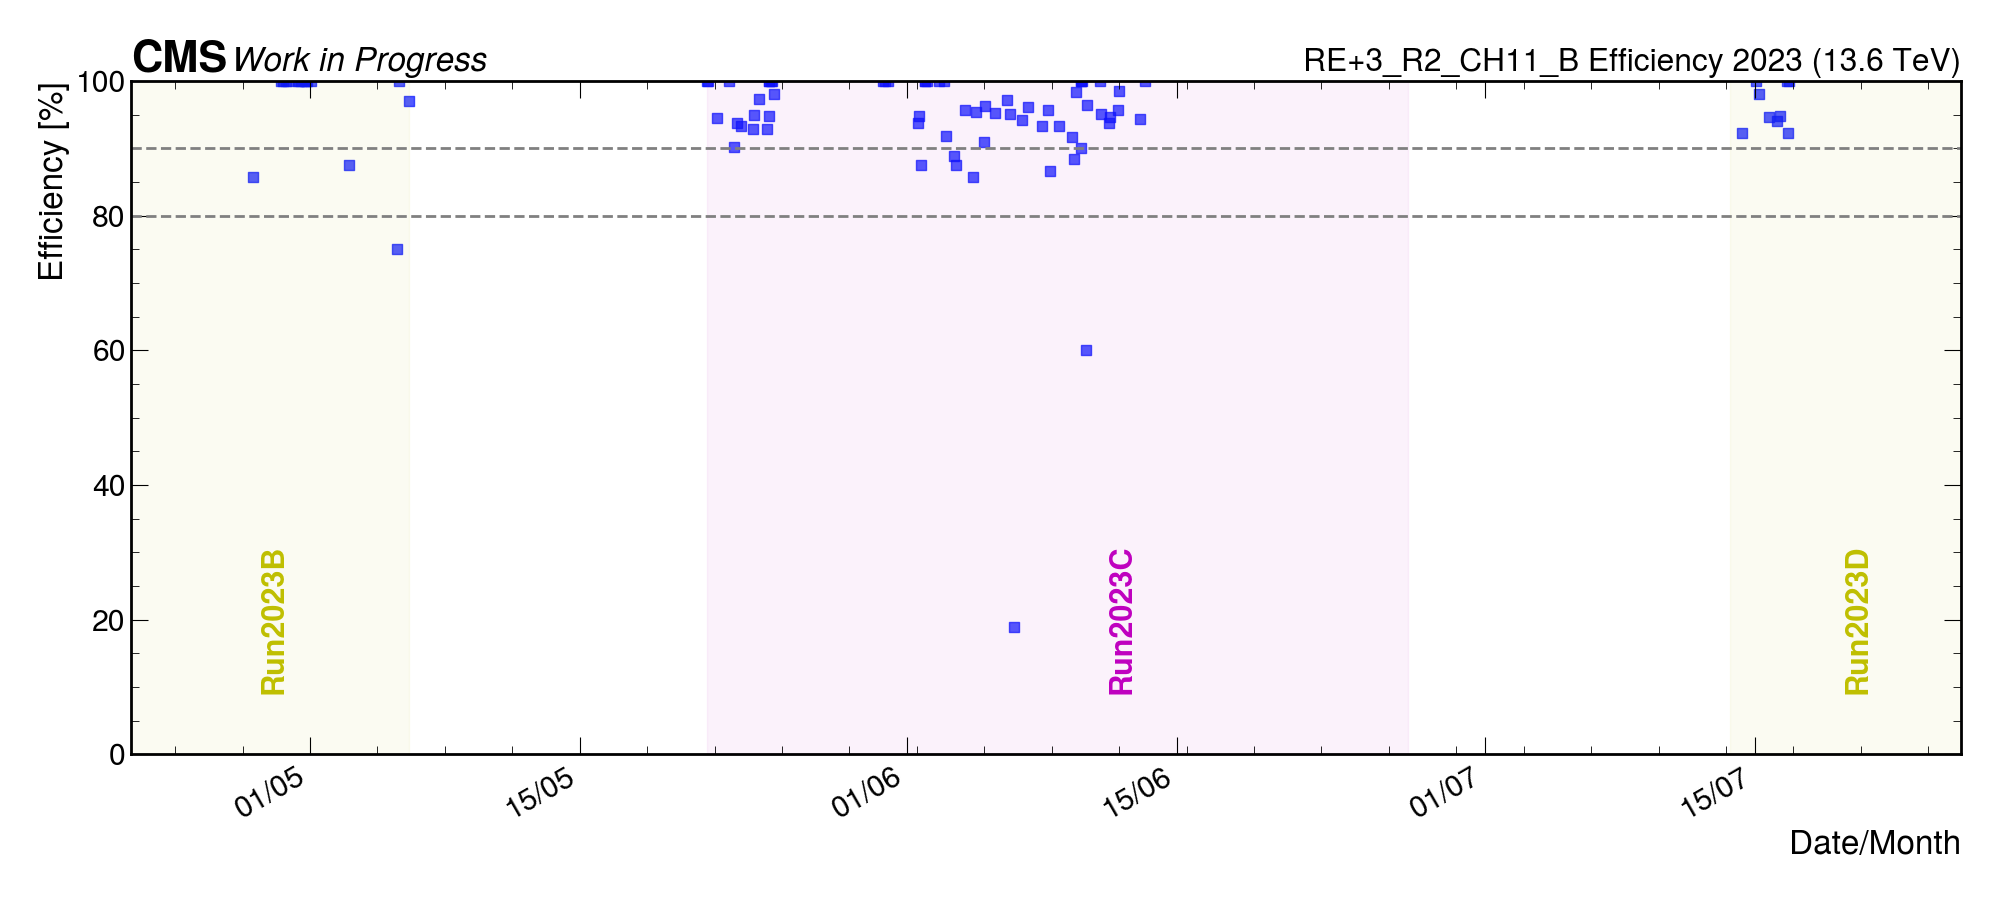 CMS Work in Progress
RE+3_R2_CH11_B Efficiency 2023 (13.6 TeV)
Efficiency [%]
100
80
60
40
20
0
Run2023B
Run2023C
Run2023D
01/05
15/05
01/06
15/06
01/07
15/07
Date/Month